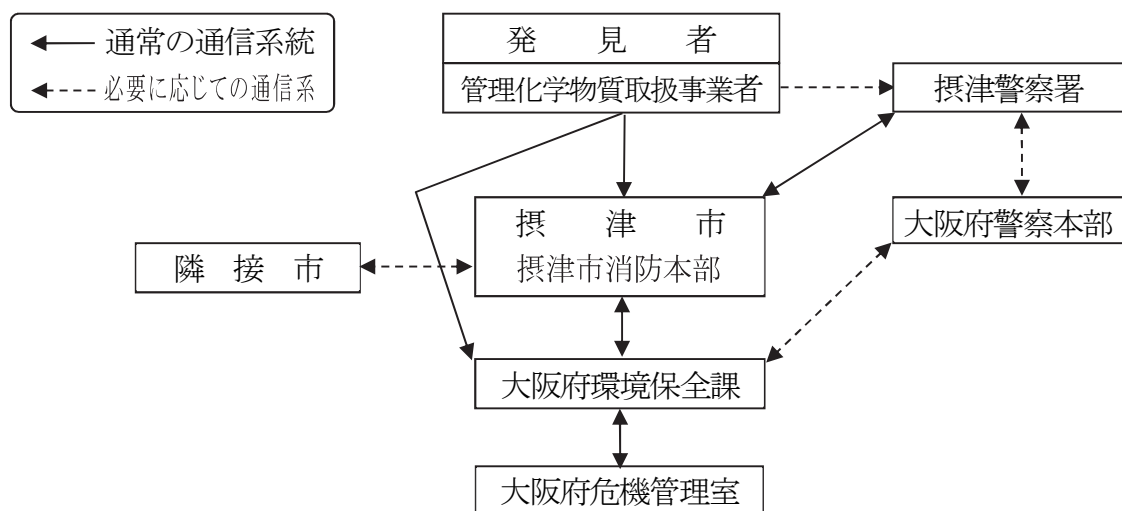 通常の通信系統
必要に応じての通信系
発見者
管理化学物質取扱事業者
摂津警察署
摂津市
摂津市消防本部
大阪府警察本部
隣接市
大阪府環境保全課
大阪府危機管理室